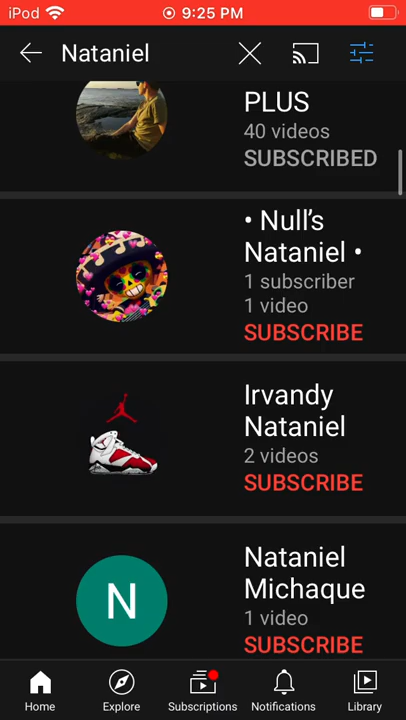 iPod 9:25 PM
Nataniel
PLUS
40 videos
SUBSCRIBED
• Null's
Nataniel •
1 subscriber
1 video
SUBSCRIBE
Irvandy
Nataniel
2 videos
SUBSCRIBE
N
Nataniel
Michaque
1 video
SUBSCRIBE
Home Explore Subscriptions Notifications Library